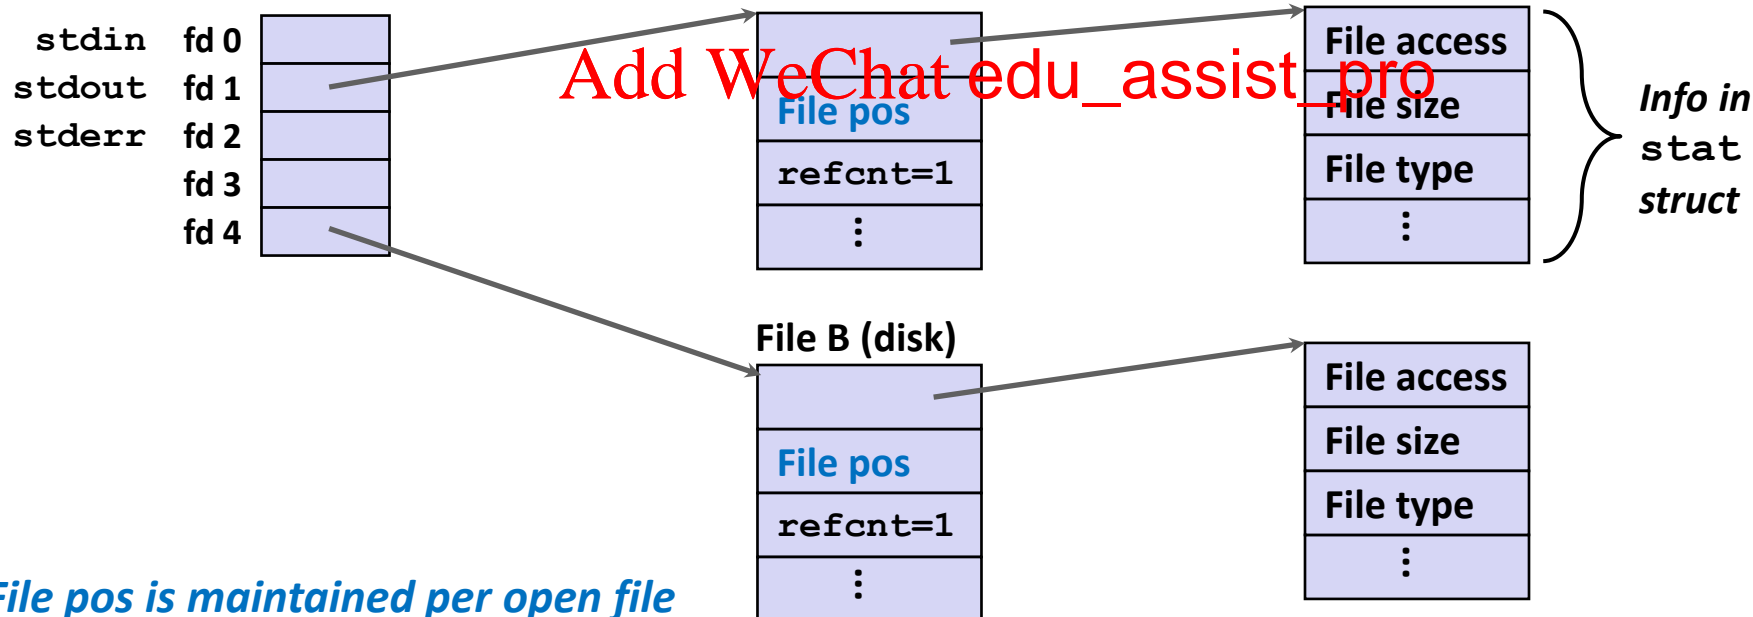 stdin fd 0
stdout fd 1
stderr fd 2
fd 3
fd 4
Add WeChat edu_assist_pro
File pos
refcnt=1
⋮
File access
File size
File type
⋮
Info in
stat
struct
File B (disk)
File pos
refcnt=1
⋮
File access
File size
File type
⋮
File pos is maintained per open file